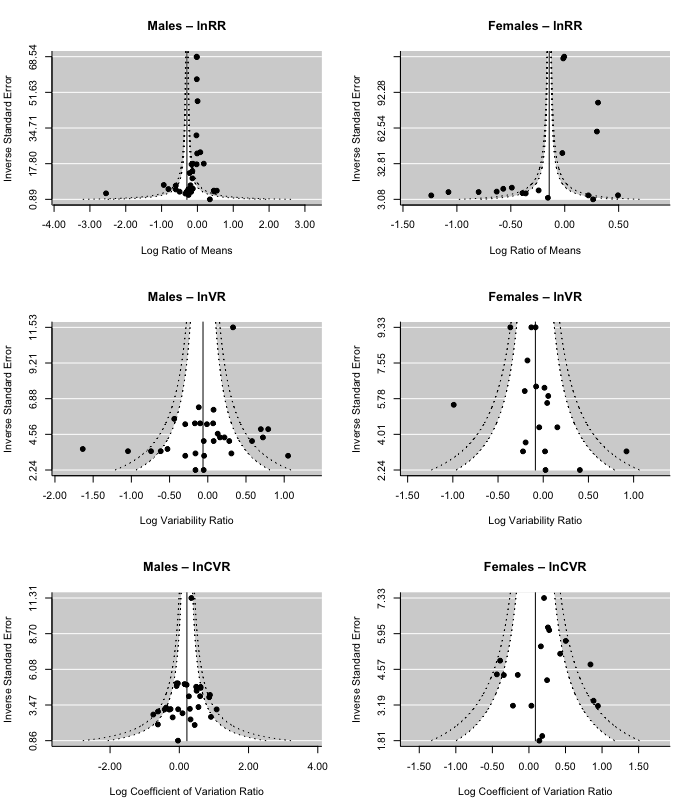 Males – lnRR
Inverse Standard Error
68.54
51.63
34.71
17.80
0.89
-4.00 -3.00 -2.00 -1.00 0.00 1.00 2.00 3.00
Log Ratio of Means
Females – lnRR
Inverse Standard Error
92.28
62.54
32.81
3.08
-1.50 -1.00 -0.50 0.00 0.50
Log Ratio of Means
Males – lnVR
Inverse Standard Error
11.53
9.21
6.88
4.56
2.24
-2.00 -1.50 -1.00 -0.50 0.00 0.50 1.00
Log Variability Ratio
Females – lnVR
Inverse Standard Error
9.33
7.55
5.78
4.01
2.24
-1.50 -1.00 -0.50 0.00 0.50 1.00
Log Variability Ratio
Males – lnCVR
Inverse Standard Error
11.31
8.70
6.08
3.47
0.86
-2.00 0.00 2.00 4.00
Log Coefficient of Variation Ratio
Females – lnCVR
Inverse Standard Error
7.33
5.95
4.57
3.19
1.81
-1.50 -1.00 -0.50 0.00 0.50 1.00 1.50
Log Coefficient of Variation Ratio